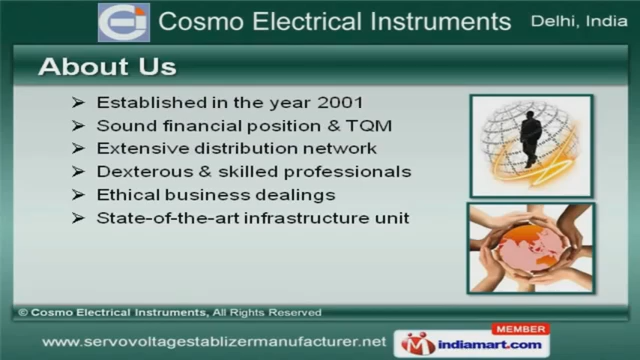 Cosmo Electrical Instruments
Delhi, India
About Us
➢ Established in the year 2001
➢ Sound financial position & TQM
➢ Extensive distribution network
➢ Dexterous & skilled professionals
➢ Ethical business dealings
➢ State-of-the-art infrastructure unit
© Cosmo Electrical Instruments, All Rights Reserved
www.servovoltagestablizermanufacturer.net
MEMBER
indiamart.com